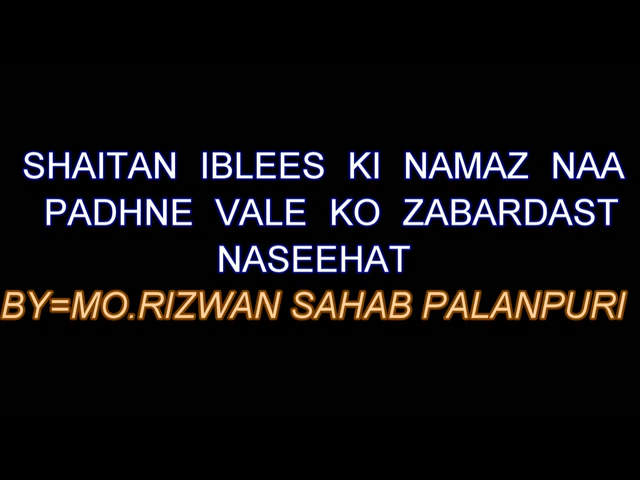 SHAITAN IBLEES KI NAMAZ NAA
PADHNE VALE KO ZABARDAST
NASEEHAT
BY=MO.RIZWAN SAHAB PALANPURI